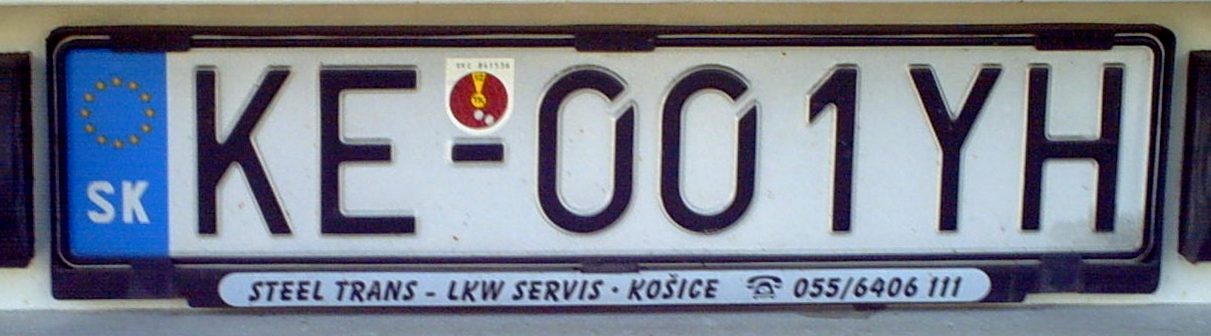 SK KE-001YH
STEEL TRANS - LKW SERVIS · KOŠICE ☎ 055/6406 111